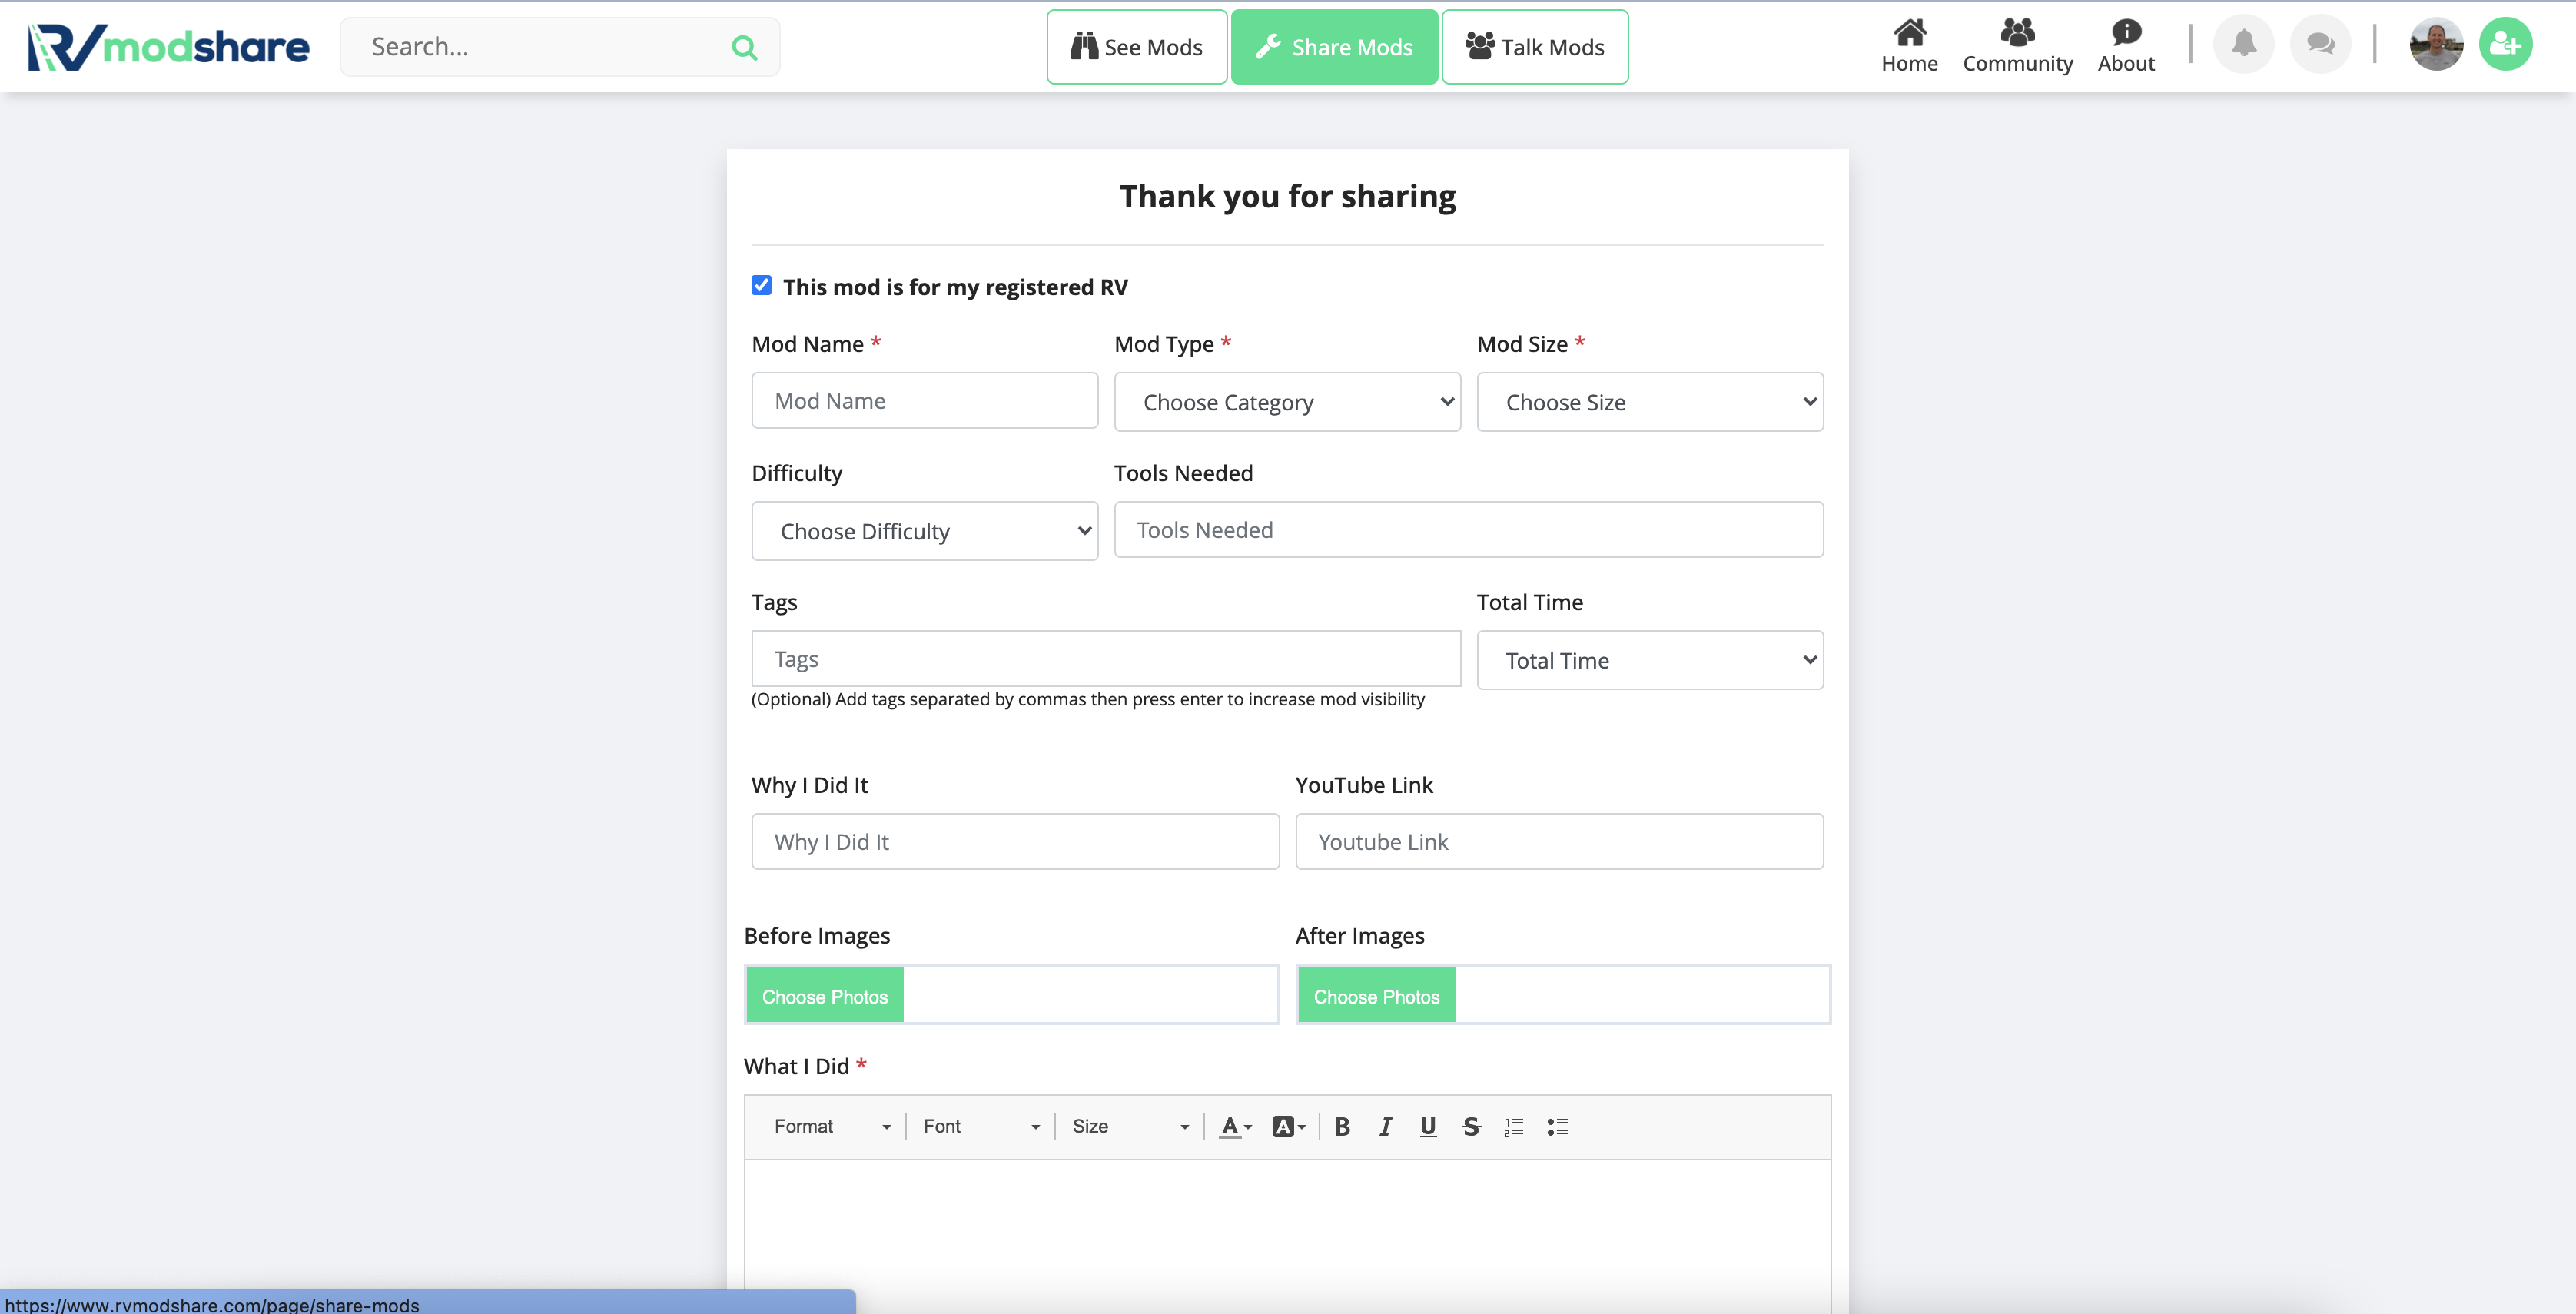 RVmodshare
Search...
See Mods
Share Mods
Talk Mods
Home
Community
About
Thank you for sharing
This mod is for my registered RV
Mod Name *
Mod Type *
Mod Size *
Mod Name
Choose Category
Choose Size
Difficulty
Tools Needed
Choose Difficulty
Tools Needed
Tags
Total Time
Tags
Total Time
(Optional) Add tags separated by commas then press enter to increase mod visibility
Why I Did It
YouTube Link
Why I Did It
Youtube Link
Before Images
After Images
Choose Photos
Choose Photos
What I Did *
Format
Font
Size
A
A
B
I
U
S
https://www.rvmodshare.com/page/share-mods